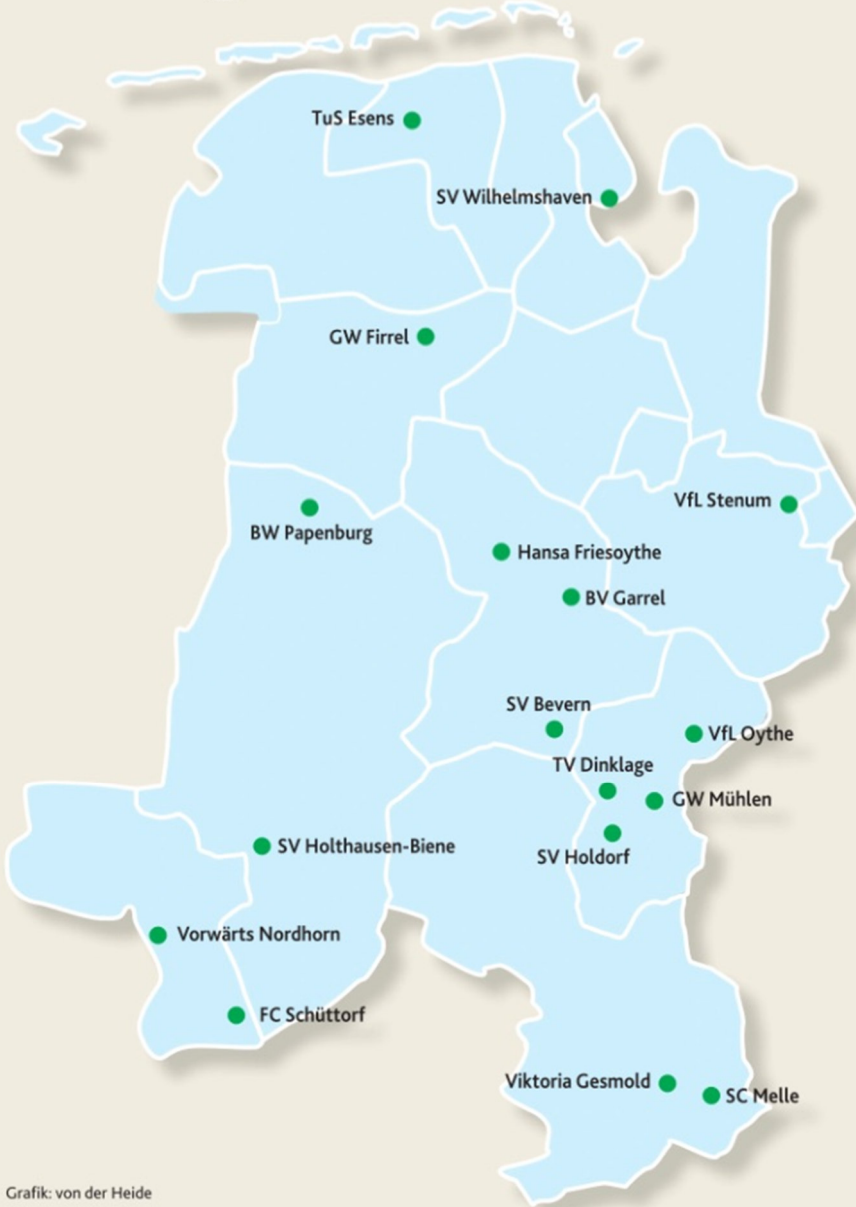 TuS Esens
SV Wilhelmshaven
GW Firrel
VfL Stenum
BW Papenburg
Hansa Friesoythe
BV Garrel
SV Bevern
VfL Oythe
TV Dinklage
GW Mühlen
SV Holthausen-Biene
SV Holdorf
Vorwärts Nordhorn
FC Schüttorf
Viktoria Gesmold
SC Melle
Grafik: von der Heide